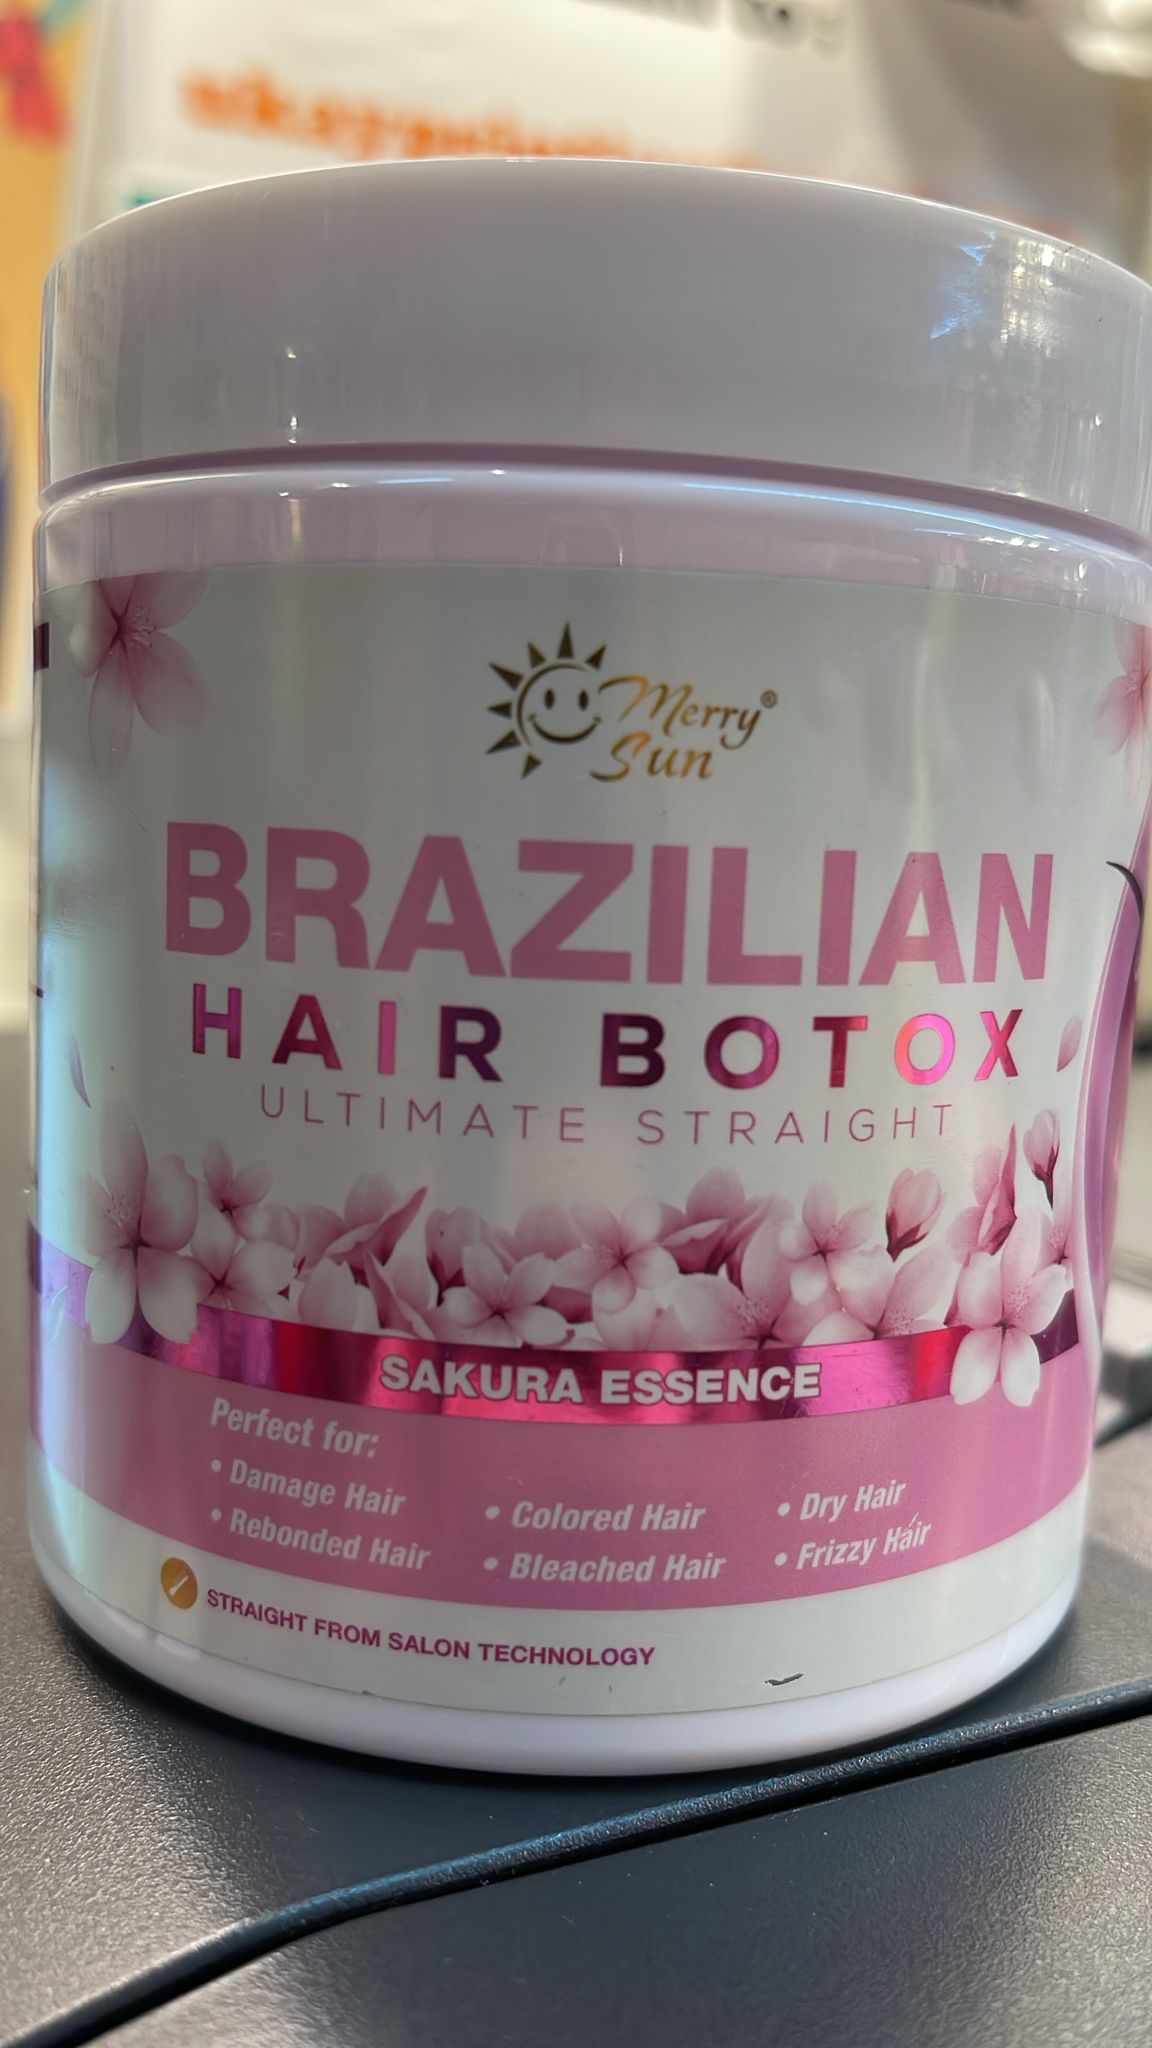 Merry®
Sun
BRAZILIAN
HAIR BOTOX
ULTIMATE STRAIGHT
SAKURA ESSENCE
Perfect for:
• Damage Hair
• Colored Hair
• Dry Hair
• Rebonded Hair
• Bleached Hair
• Frizzy Hair
STRAIGHT FROM SALON TECHNOLOGY